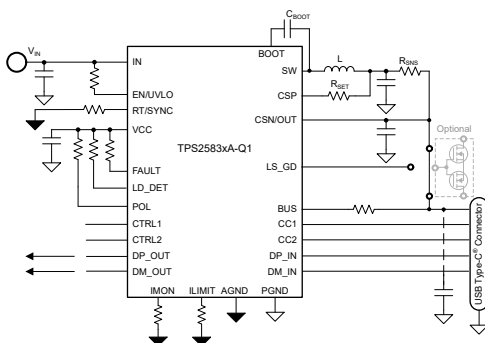 C_BOOT
V_IN
BOOT
IN
SW
L
R_SNS
EN/UVLO
CSP
R_SET
RT/SYNC
CSN/OUT
VCC
Optional
TPS2583xA-Q1
FAULT
LS_GD
LD_DET
POL
BUS
CTRL1
CC1
CTRL2
CC2
DP_OUT
DP_IN
DM_OUT
DM_IN
IMON
ILIMIT
AGND
PGND
USB Type-C® Connector